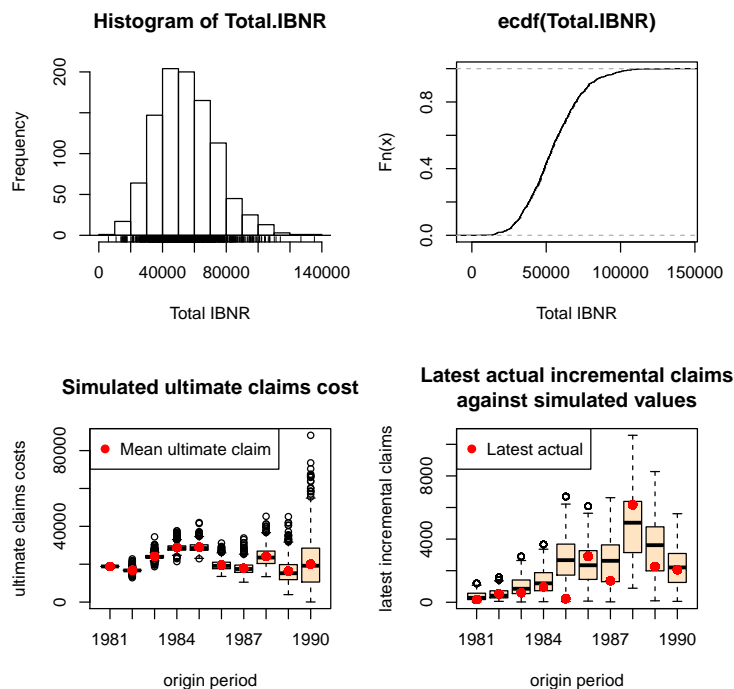 Histogram of Total.IBNR
Frequency
0 50 100 200
0 40000 80000 140000
Total IBNR
ecdf(Total.IBNR)
Fn(x)
0.0 0.4 0.8
0 50000 100000 150000
Total IBNR
Simulated ultimate claims cost
Mean ultimate claim
ultimate claims costs
0 40000 80000
1981 1984 1987 1990
origin period
Latest actual incremental claims
against simulated values
Latest actual
latest incremental claims
0 4000 8000
1981 1984 1987 1990
origin period